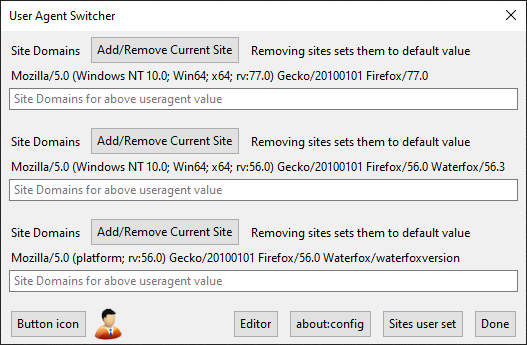 User Agent Switcher
Site Domains Add/Remove Current Site Removing sites sets them to default value
Mozilla/5.0 (Windows NT 10.0; Win64; x64; rv:77.0) Gecko/20100101 Firefox/77.0
Site Domains for above useragent value
Site Domains Add/Remove Current Site Removing sites sets them to default value
Mozilla/5.0 (Windows NT 10.0; Win64; x64; rv:56.0) Gecko/20100101 Firefox/56.0 Waterfox/56.3
Site Domains for above useragent value
Site Domains Add/Remove Current Site Removing sites sets them to default value
Mozilla/5.0 (platform; rv:56.0) Gecko/20100101 Firefox/56.0 Waterfox/waterfoxversion
Site Domains for above useragent value
Button icon Editor about:config Sites user set Done